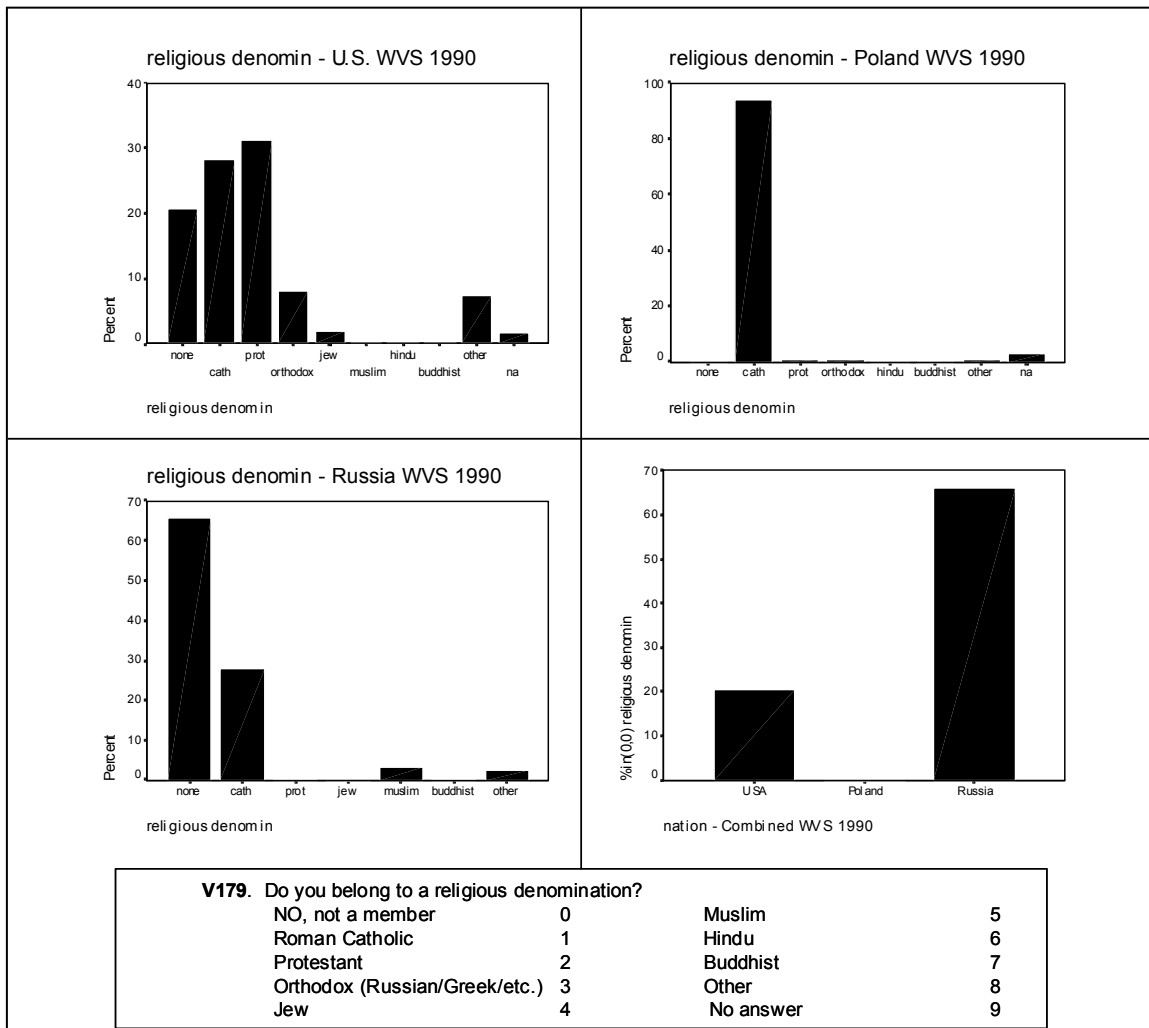 religious denomin - U.S. WVS 1990
40
30
20
10
0
Percent
none prot jew hindu other
cath orthodox muslim buddhist na
religious denomin
religious denomin - Poland WVS 1990
100
80
60
40
20
0
Percent
none cath prot orthodox hindu buddhist other na
religious denomin
religious denomin - Russia WVS 1990
70
60
50
40
30
20
10
0
Percent
none cath prot jew muslim buddhist other
religious denomin
70
60
50
40
30
20
10
0
%in(0,0) religious denomin
USA Poland Russia
nation - Combined WVS 1990
V179. Do you belong to a religious denomination?
NO, not a member 0 Muslim 5
Roman Catholic 1 Hindu 6
Protestant 2 Buddhist 7
Orthodox (Russian/Greek/etc.) 3 Other 8
Jew 4 No answer 9